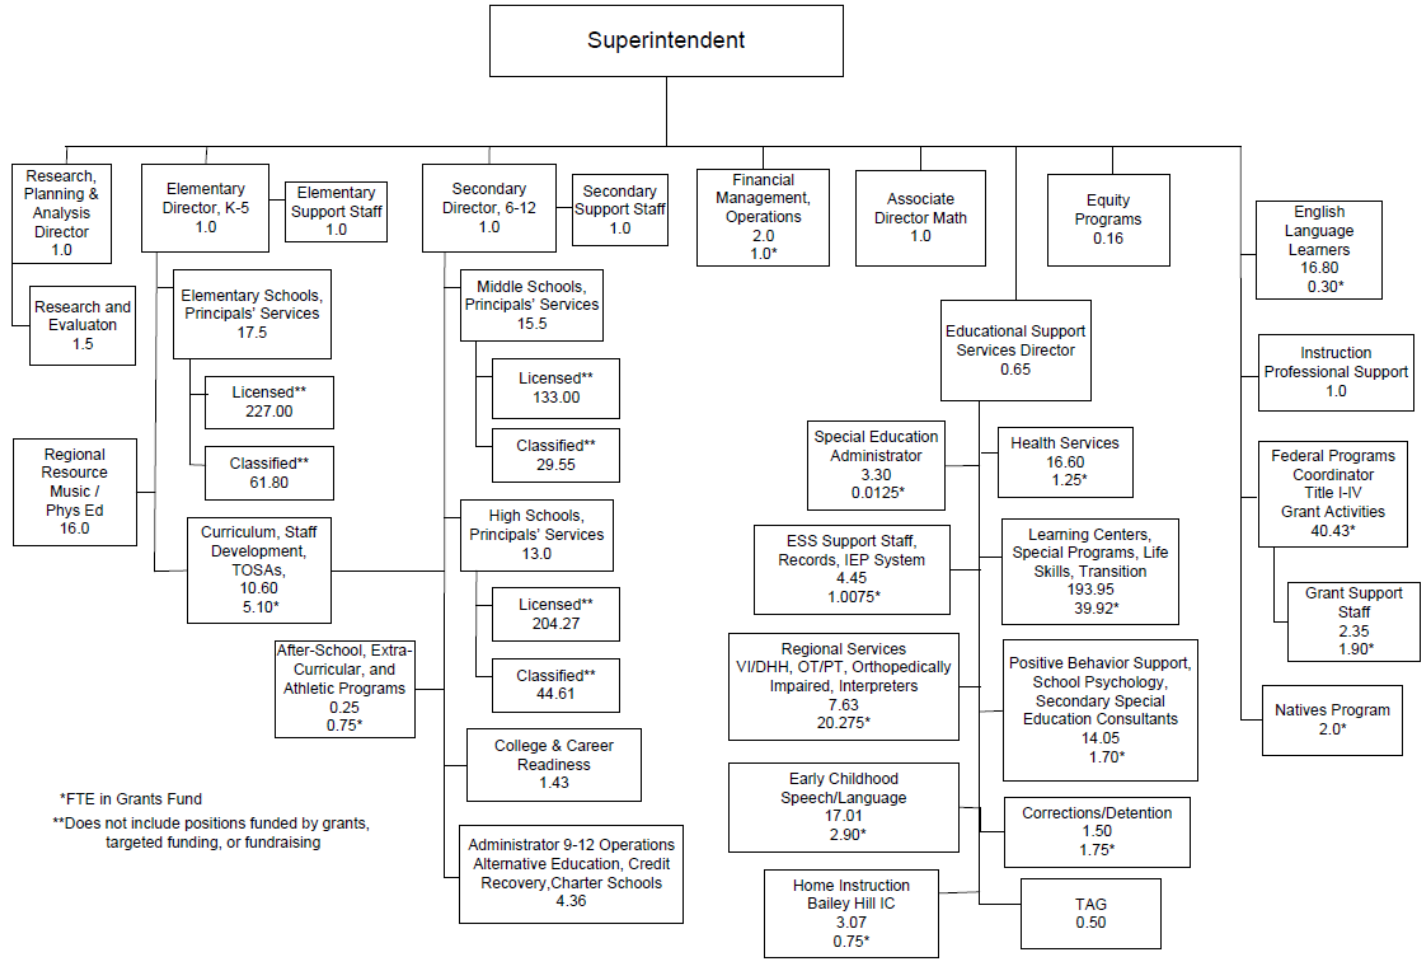 Superintendent
Research,
Planning &
Analysis
Director
1.0
Research and
Evaluaton
1.5
Elementary
Director, K-5
1.0
Elementary
Support Staff
1.0
Elementary Schools,
Principals' Services
17.5
Licensed**
227.00
Classified**
61.80
Regional
Resource
Music /
Phys Ed
16.0
Curriculum, Staff
Development,
TOSAs,
10.60
5.10*
Secondary
Director, 6-12
1.0
Secondary
Support Staff
1.0
Middle Schools,
Principals' Services
15.5
Licensed**
133.00
Classified**
29.55
High Schools,
Principals' Services
13.0
Licensed**
204.27
Classified**
44.61
After-School, Extra-
Curricular, and
Athletic Programs
0.25
0.75*
College & Career
Readiness
1.43
Administrator 9-12 Operations
Alternative Education, Credit
Recovery,Charter Schools
4.36
Financial
Management,
Operations
2.0
1.0*
Associate
Director Math
1.0
Educational Support
Services Director
0.65
Special Education
Administrator
3.30
0.0125*
Health Services
16.60
1.25*
ESS Support Staff,
Records, IEP System
4.45
1.0075*
Learning Centers,
Special Programs, Life
Skills, Transition
193.95
39.92*
Regional Services
VI/DHH, OT/PT, Orthopedically
Impaired, Interpreters
7.63
20.275*
Positive Behavior Support,
School Psychology,
Secondary Special
Education Consultants
14.05
1.70*
Early Childhood
Speech/Language
17.01
2.90*
Corrections/Detention
1.50
1.75*
Home Instruction
Bailey Hill IC
3.07
0.75*
TAG
0.50
Equity
Programs
0.16
English
Language
Learners
16.80
0.30*
Instruction
Professional Support
1.0
Federal Programs
Coordinator
Title I-IV
Grant Activities
40.43*
Grant Support
Staff
2.35
1.90*
Natives Program
2.0*
*FTE in Grants Fund
**Does not include positions funded by grants,
targeted funding, or fundraising